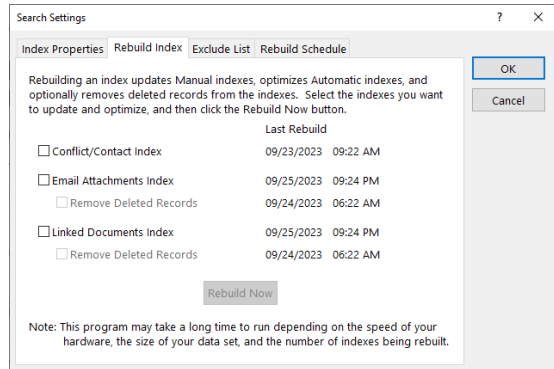 Search Settings ? X
Index Properties Rebuild Index Exclude List Rebuild Schedule
OK
Cancel
Rebuilding an index updates Manual indexes, optimizes Automatic indexes, and
optionally removes deleted records from the indexes. Select the indexes you want
to update and optimize, and then click the Rebuild Now button.
Last Rebuild
Conflict/Contact Index 09/23/2023 09:22 AM
Email Attachments Index 09/25/2023 09:24 PM
Remove Deleted Records 09/24/2023 06:22 AM
Linked Documents Index 09/25/2023 09:24 PM
Remove Deleted Records 09/24/2023 06:22 AM
Rebuild Now
Note: This program may take a long time to run depending on the speed of your
hardware, the size of your data set, and the number of indexes being rebuilt.